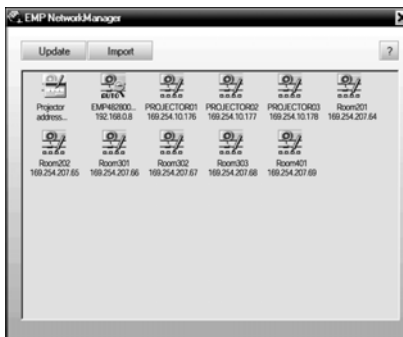 EMP NetworkManager
Update Import ?
Projector address...
EMP482800... 192.168.0.8
PROJECTOR01 169.254.10.176
PROJECTOR02 169.254.10.177
PROJECTOR03 169.254.10.178
Room201 169.254.207.64
Room202 169.254.207.65
Room301 169.254.207.66
Room302 169.254.207.67
Room303 169.254.207.68
Room401 169.254.207.69